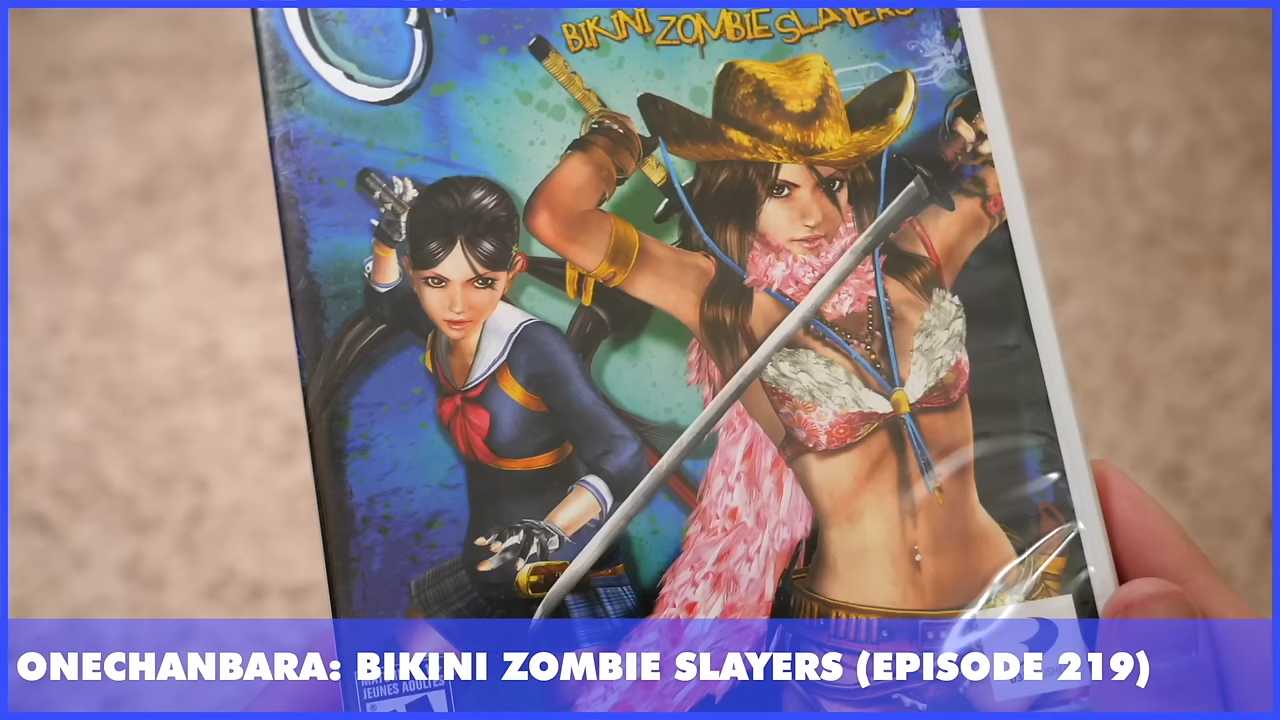 BIKINI ZOMBIE SLAYERS
ONECHANBARA: BIKINI ZOMBIE SLAYERS (EPISODE 219)
JEUNES ADULTES